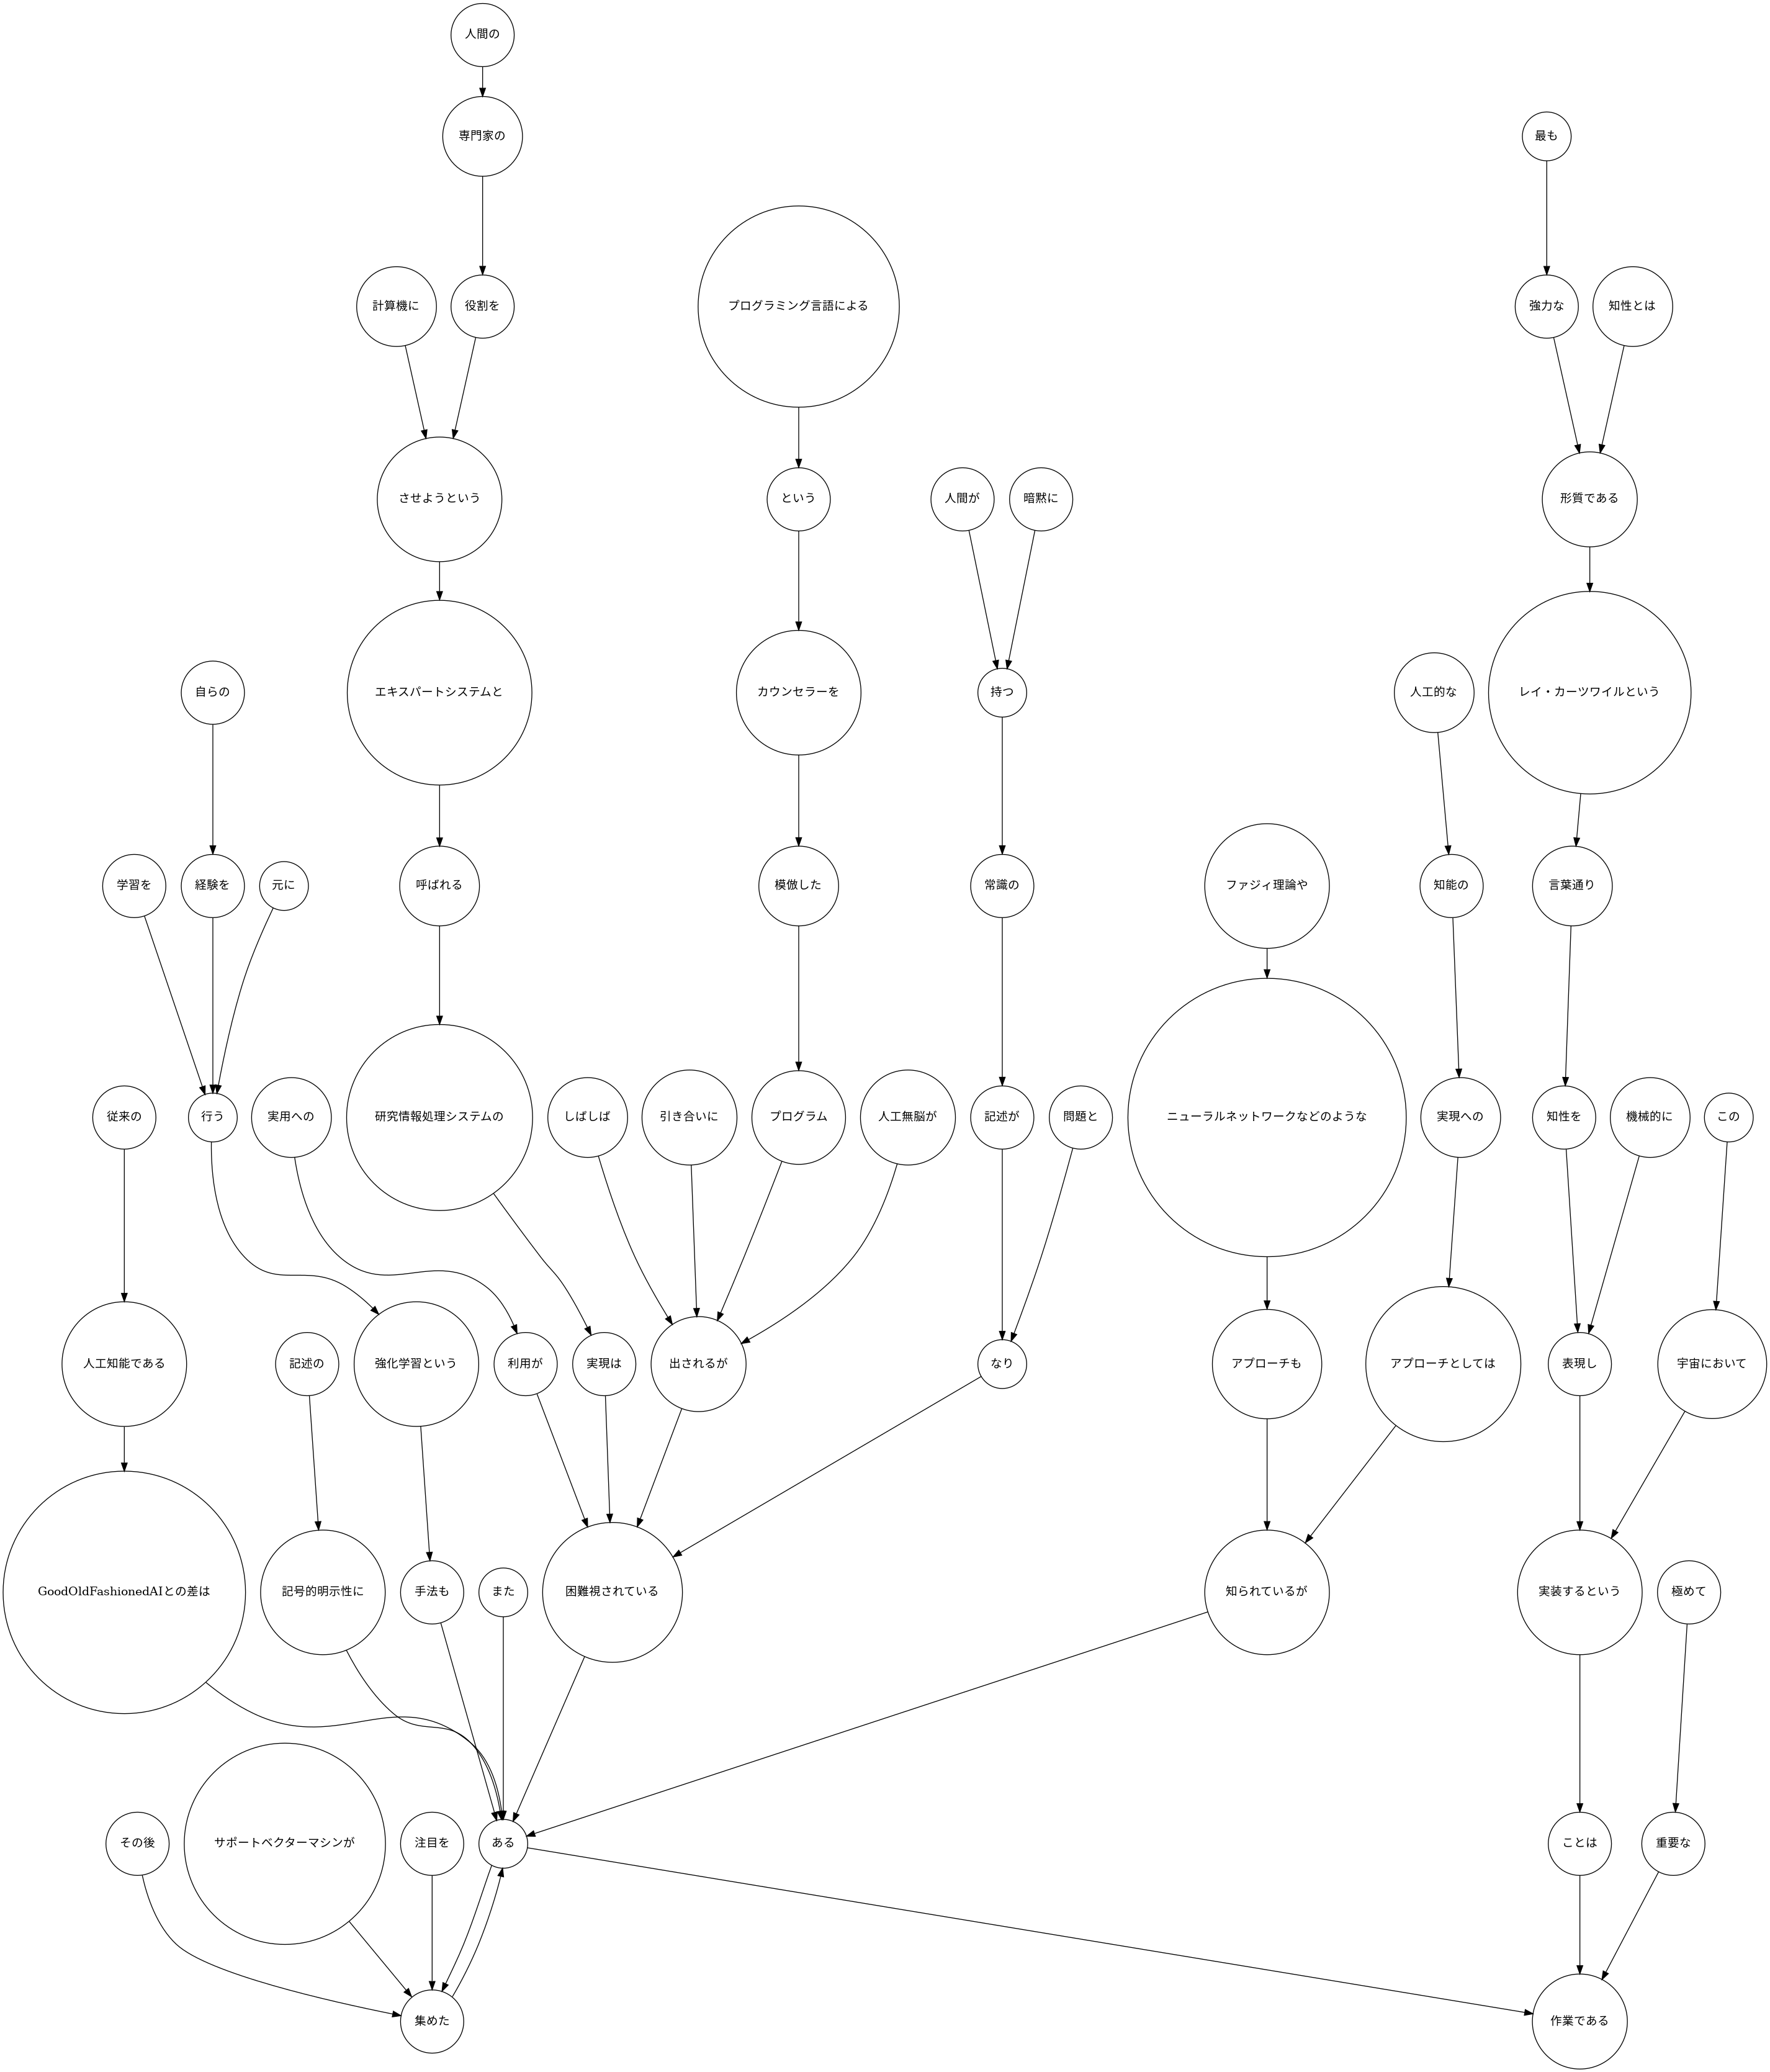 人間の
専門家の
最も
計算機に
役割を
プログラミング言語による
強力な
知性とは
させようという
という
人間が
暗黙に
形質である
自らの
エキスパートシステムと
カウンセラーを
持つ
人工的な
レイ・カーツワイルという
学習を
経験を
元に
呼ばれる
模倣した
常識の
ファジィ理論や
知能の
言葉通り
従来の
行う
実用への
研究情報処理システムの
しばしば
引き合いに
プログラム
人工無脳が
記述が
問題と
ニューラルネットワークなどのような
実現への
知性を
機械的に
この
人工知能である
記述の
強化学習という
利用が
実現は
出されるが
なり
アプローチも
アプローチとしては
表現し
宇宙において
GoodOldFashionedAIとの差は
記号的明示性に
手法も
また
困難視されている
知られているが
実装するという
極めて
その後
サポートベクターマシンが
注目を
ある
ことは
重要な
集めた
作業である